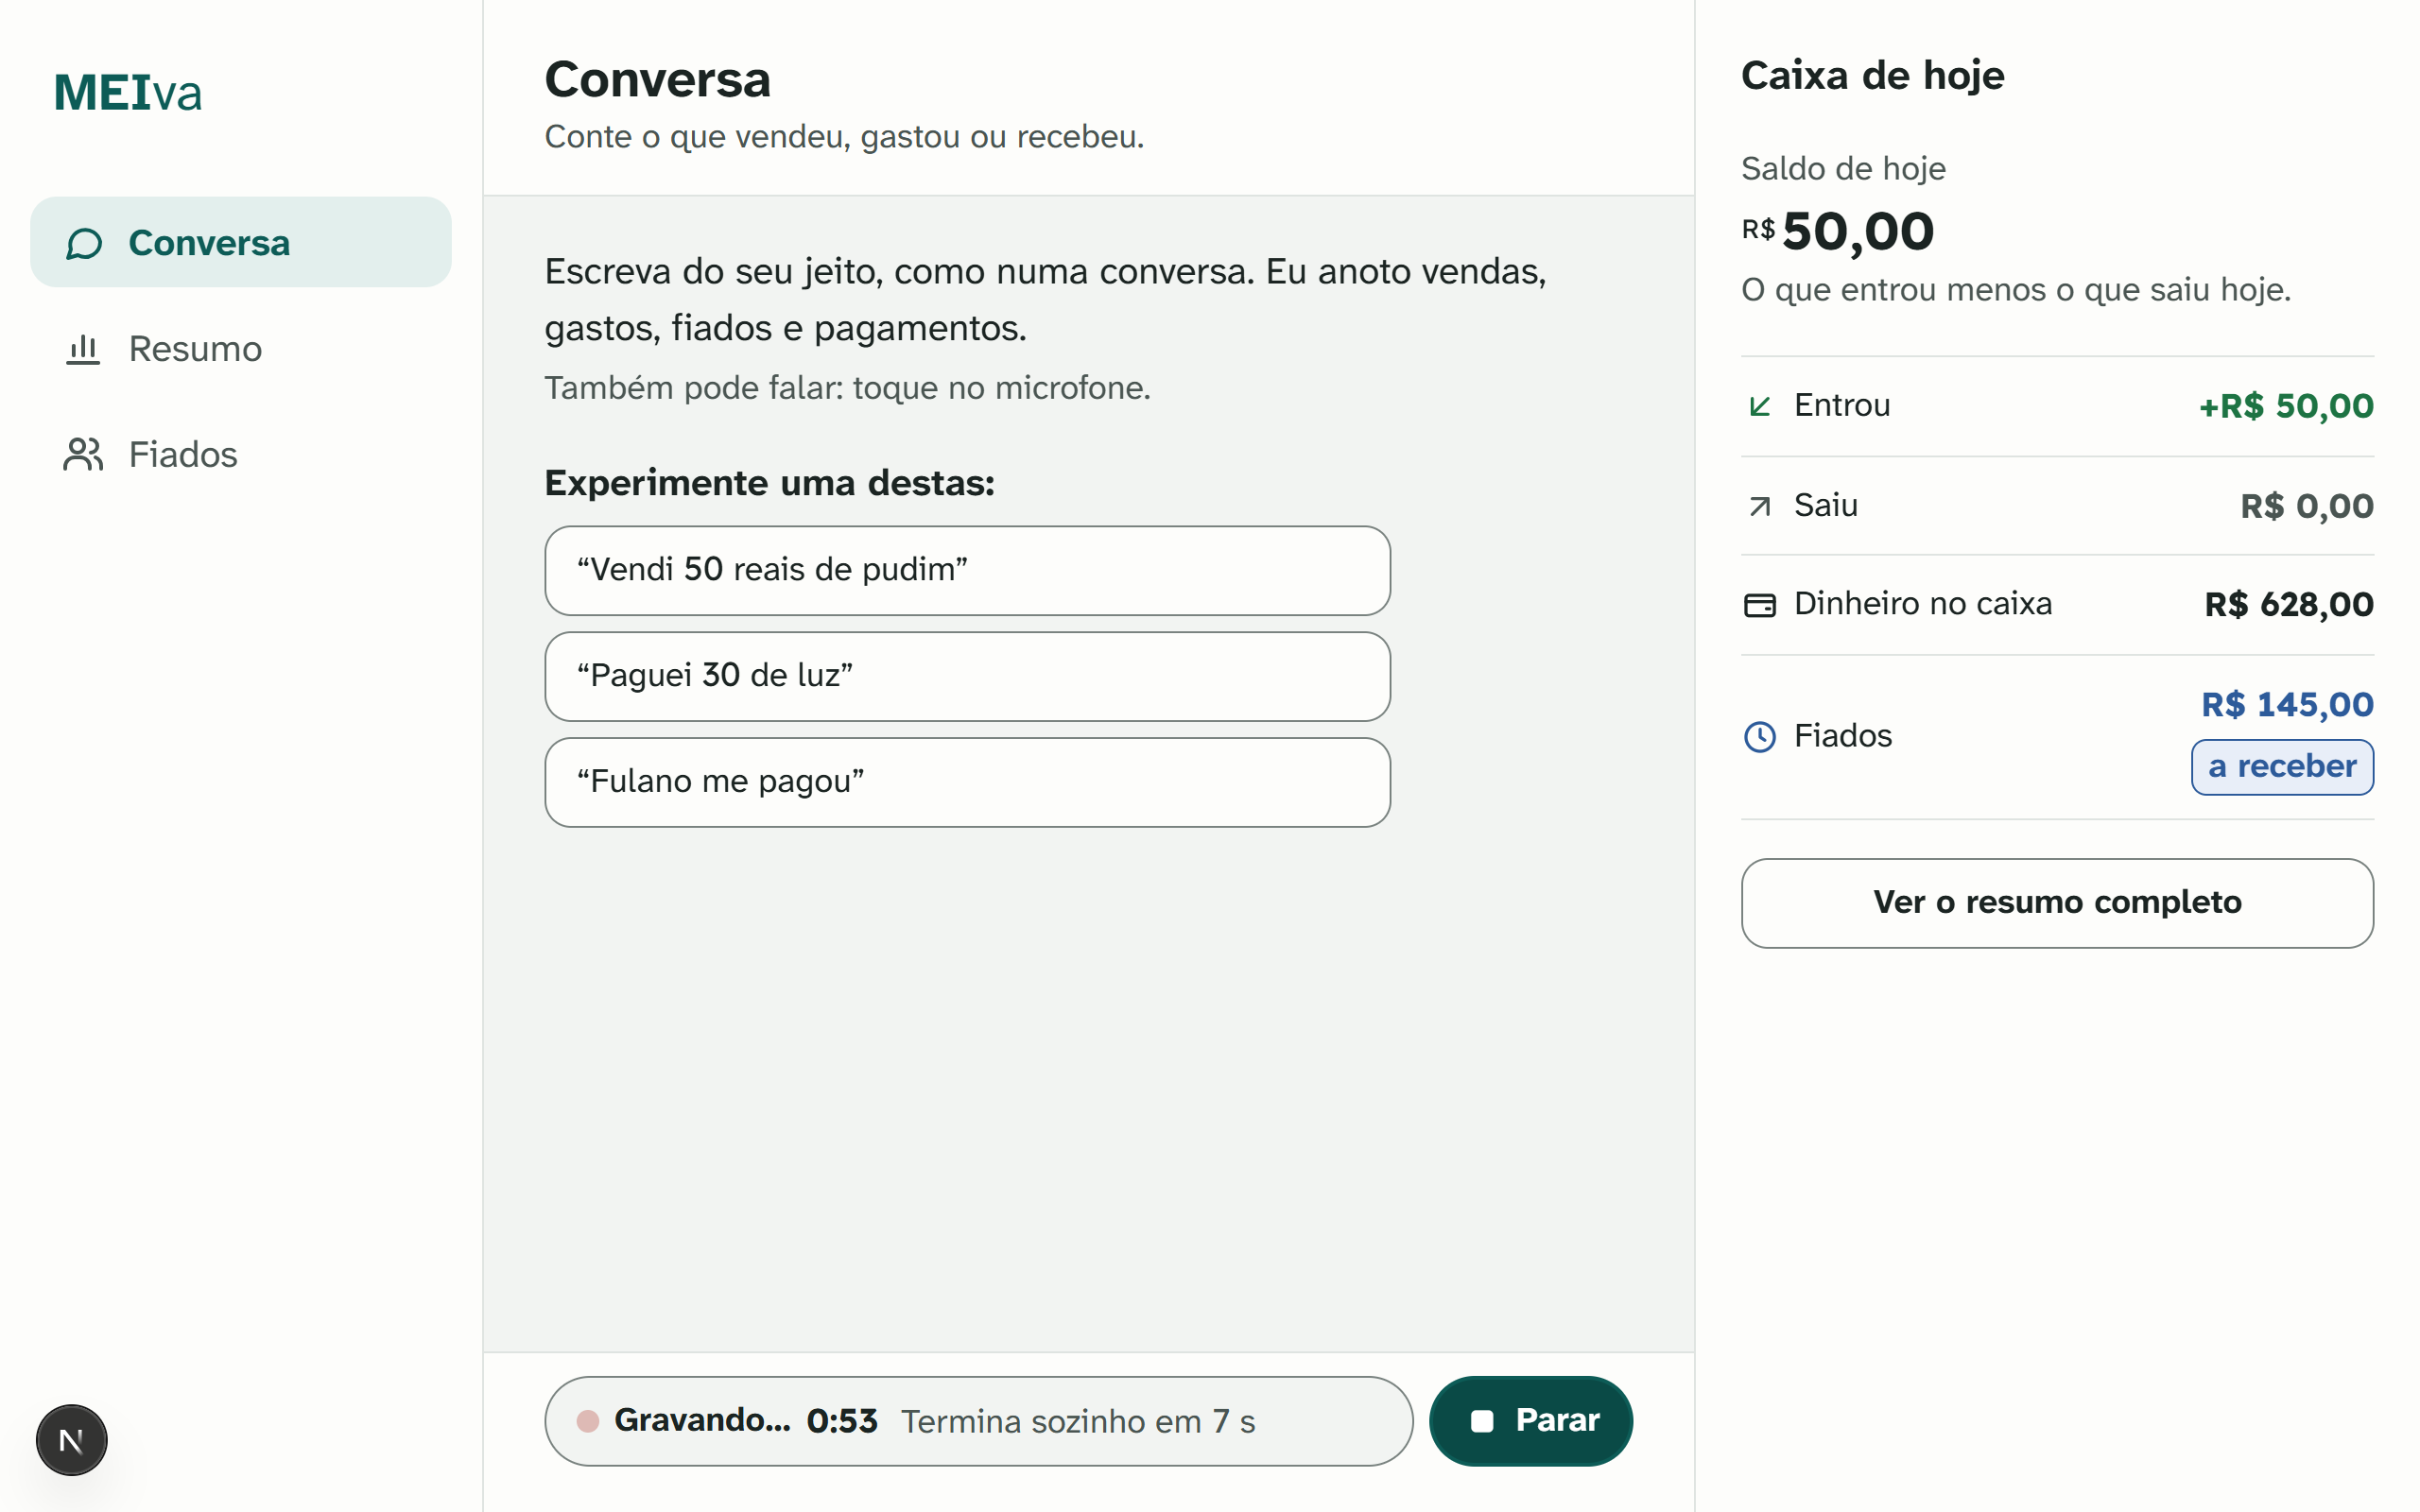 MEIva
Conversa
Resumo
Fiados
N
Conversa
Conte o que vendeu, gastou ou recebeu.
Escreva do seu jeito, como numa conversa. Eu anoto vendas,
gastos, fiados e pagamentos.
Também pode falar: toque no microfone.
Experimente uma destas:
“Vendi 50 reais de pudim”
“Paguei 30 de luz”
“Fulano me pagou”
Gravando... 0:53 Termina sozinho em 7 s
Parar
Caixa de hoje
Saldo de hoje
R$ 50,00
O que entrou menos o que saiu hoje.
Entrou +R$ 50,00
Saiu R$ 0,00
Dinheiro no caixa R$ 628,00
Fiados R$ 145,00
a receber
Ver o resumo completo